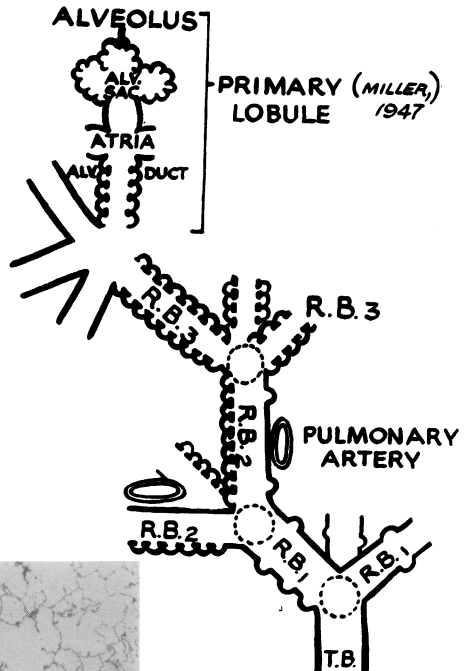 ALVEOLUS
ALV.
SAC
PRIMARY (MILLER,)
LOBULE 1947
ATRIA
ALV. DUCT
R.B.3
R.B.3
R.B.2
PULMONARY
ARTERY
R.B.2
R.B.1
R.B.1
T.B.